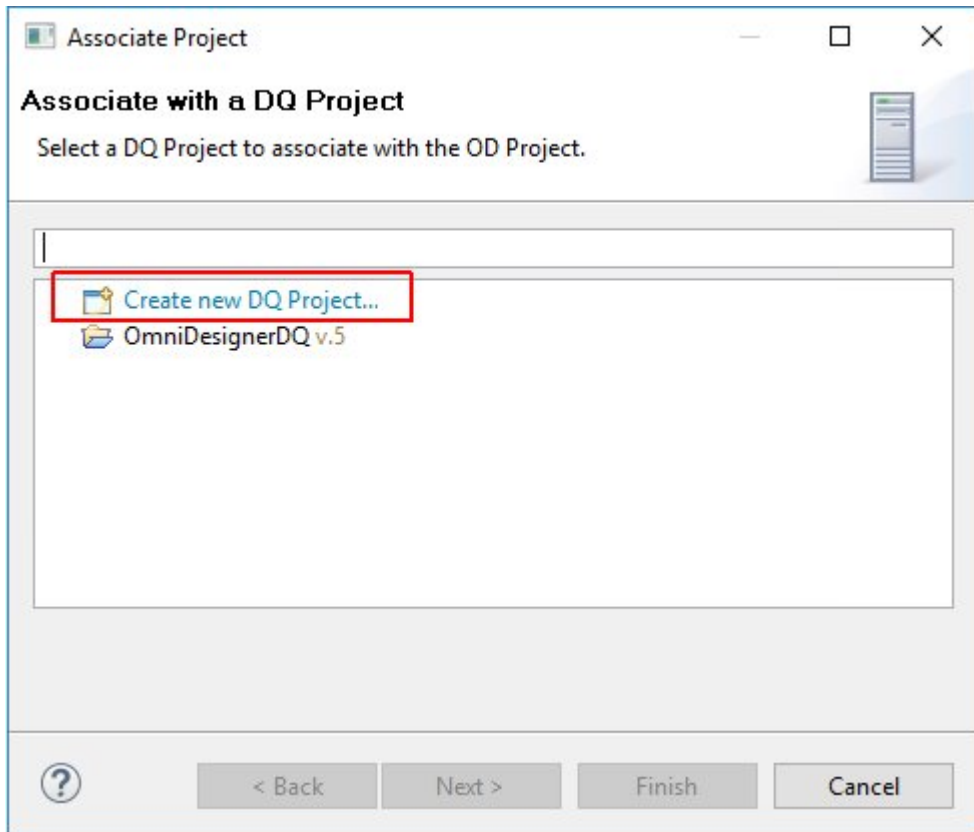 Associate Project
Associate with a DQ Project
Select a DQ Project to associate with the OD Project.
Create new DQ Project...
OmniDesignerDQ v.5
?
< Back
Next >
Finish
Cancel